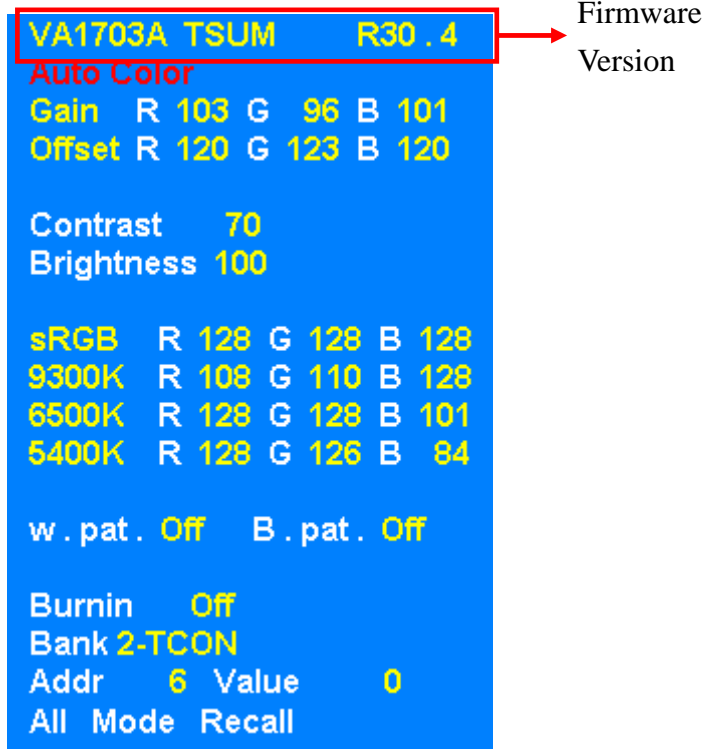 VA1703A TSUM R30 . 4
Firmware
Version
Auto Color
Gain R 103 G 96 B 101
Offset R 120 G 123 B 120
Contrast 70
Brightness 100
sRGB R 128 G 128 B 128
9300K R 108 G 110 B 128
6500K R 128 G 128 B 101
5400K R 128 G 126 B 84
w . pat . Off B . pat . Off
Burnin Off
Bank 2-TCON
Addr 6 Value 0
All Mode Recall